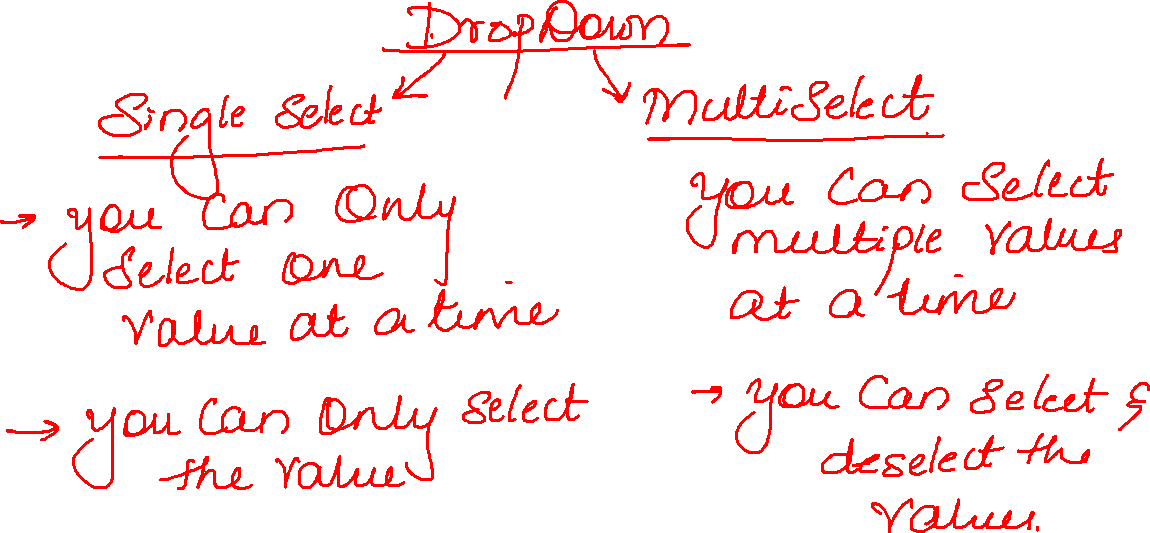 DropDown
Single Select
→ you can only
select one
value at a time
→ you can only select
the value
MultiSelect
you can select
multiple values
at a time
→ you can select &
deselect the
values.